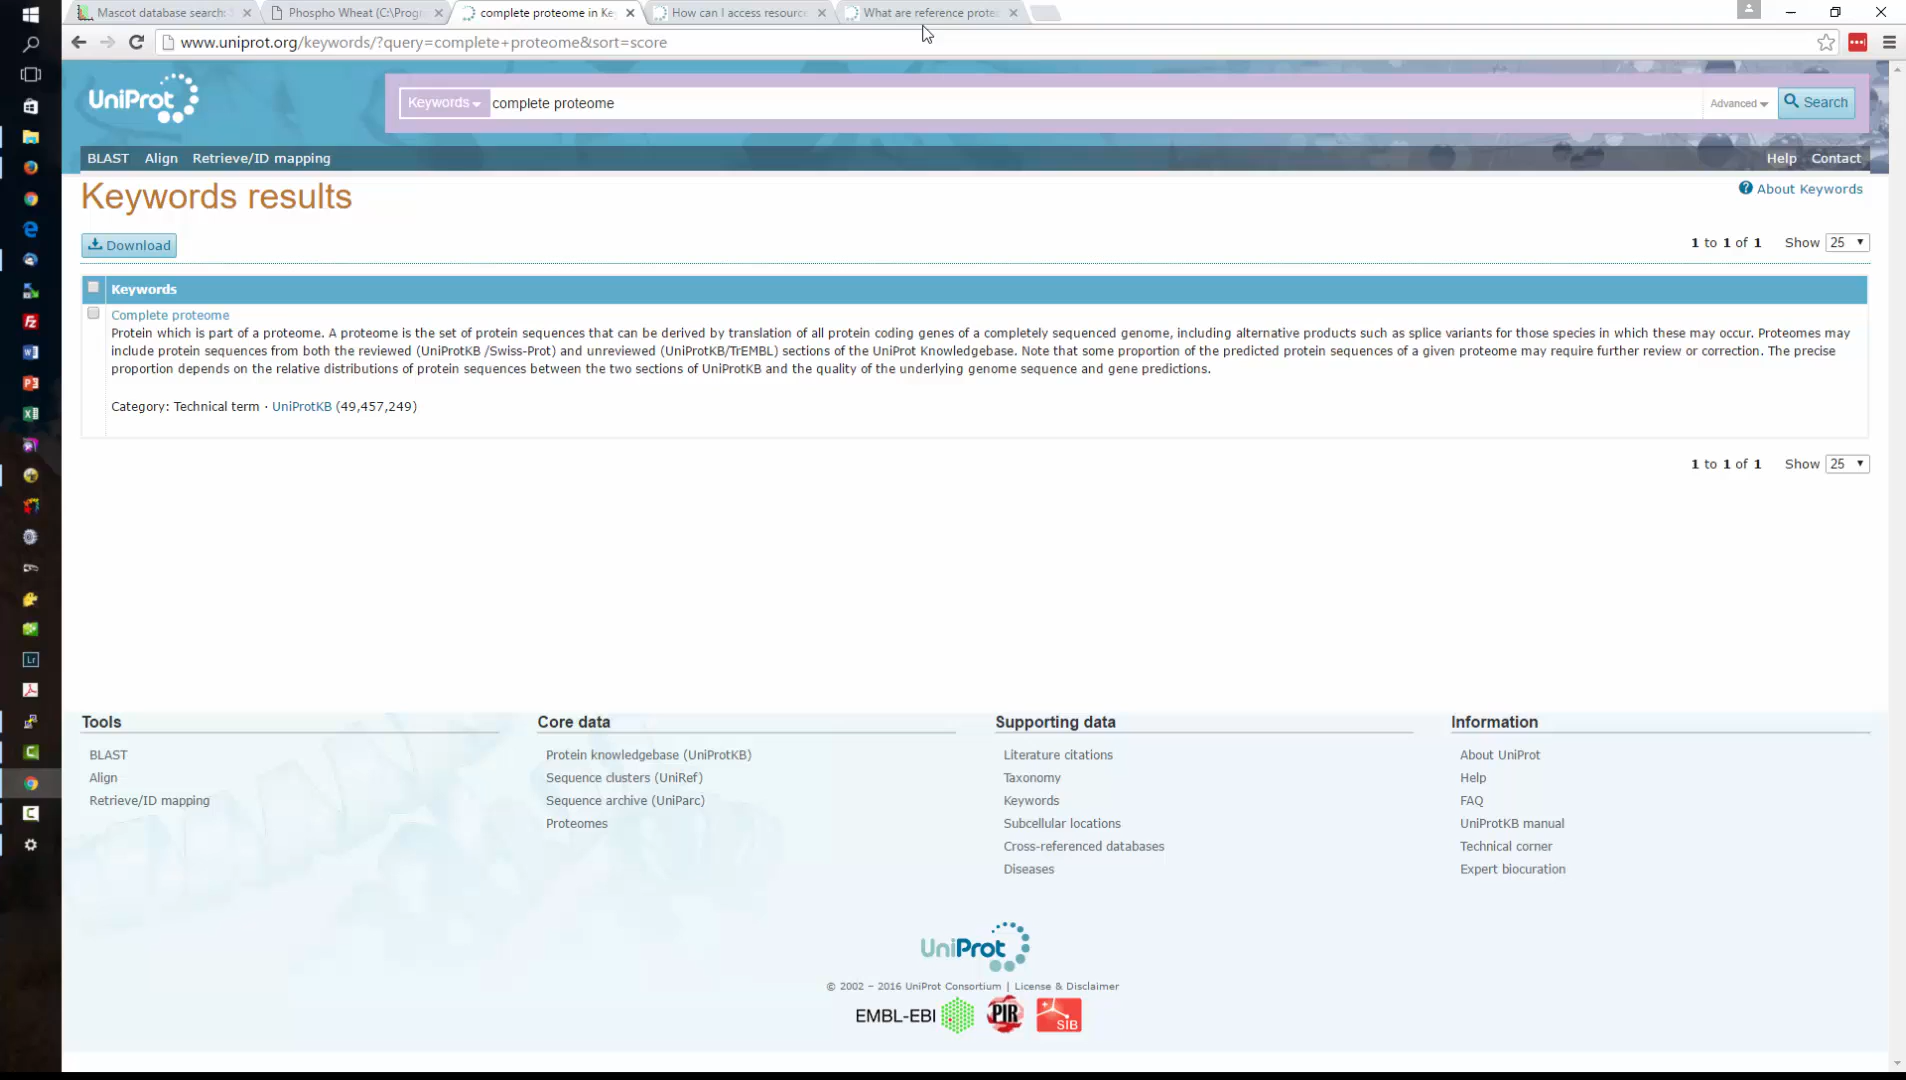 Mascot database search:
Phospho Wheat (C:\Progr
complete proteome in Ke
How can I access resourc
What are reference prote
www.uniprot.org/keywords/?query=complete+proteome&sort=score
UniProt
Keywords
complete proteome
Advanced
Search
BLAST
Align
Retrieve/ID mapping
Help
Contact
Keywords results
About Keywords
Download
1 to 1 of 1
Show
25
Keywords
Complete proteome
Protein which is part of a proteome. A proteome is the set of protein sequences that can be derived by translation of all protein coding genes of a completely sequenced genome, including alternative products such as splice variants for those species in which these may occur. Proteomes may
include protein sequences from both the reviewed (UniProtKB /Swiss-Prot) and unreviewed (UniProtKB/TrEMBL) sections of the UniProt Knowledgebase. Note that some proportion of the predicted protein sequences of a given proteome may require further review or correction. The precise
proportion depends on the relative distributions of protein sequences between the two sections of UniProtKB and the quality of the underlying genome sequence and gene predictions.
Category: Technical term · UniProtKB (49,457,249)
1 to 1 of 1
Show
25
Tools
BLAST
Align
Retrieve/ID mapping
Core data
Protein knowledgebase (UniProtKB)
Sequence clusters (UniRef)
Sequence archive (UniParc)
Proteomes
Supporting data
Literature citations
Taxonomy
Keywords
Subcellular locations
Cross-referenced databases
Diseases
Information
About UniProt
Help
FAQ
UniProtKB manual
Technical corner
Expert biocuration
UniProt
© 2002 – 2016 UniProt Consortium | License & Disclaimer
EMBL-EBI
PIR
SIB